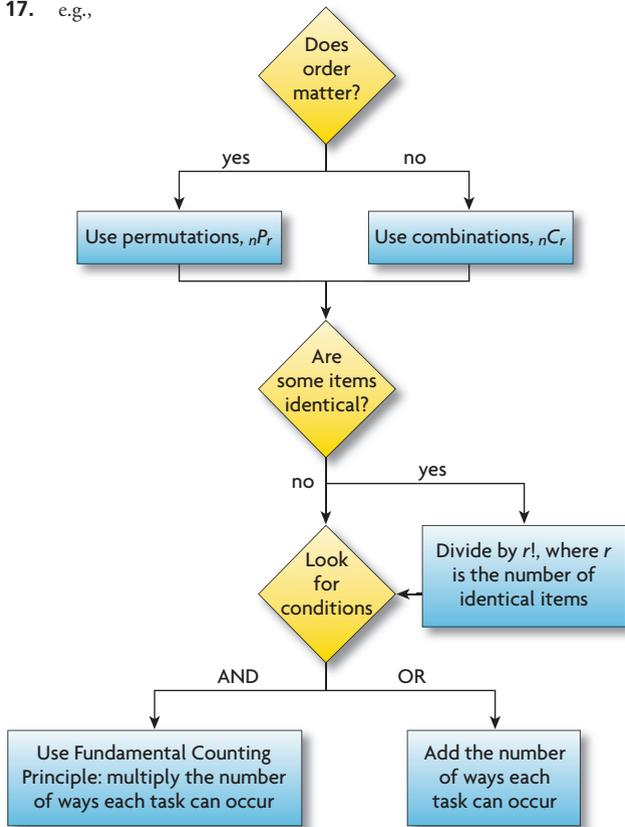 17. e.g.,
Does
order
matter?
yes
no
Use permutations, nPr
Use combinations, nCr
Are
some items
identical?
no
yes
Look
for
conditions
Divide by r!, where r
is the number of
identical items
AND
OR
Use Fundamental Counting
Principle: multiply the number
of ways each task can occur
Add the number
of ways each
task can occur